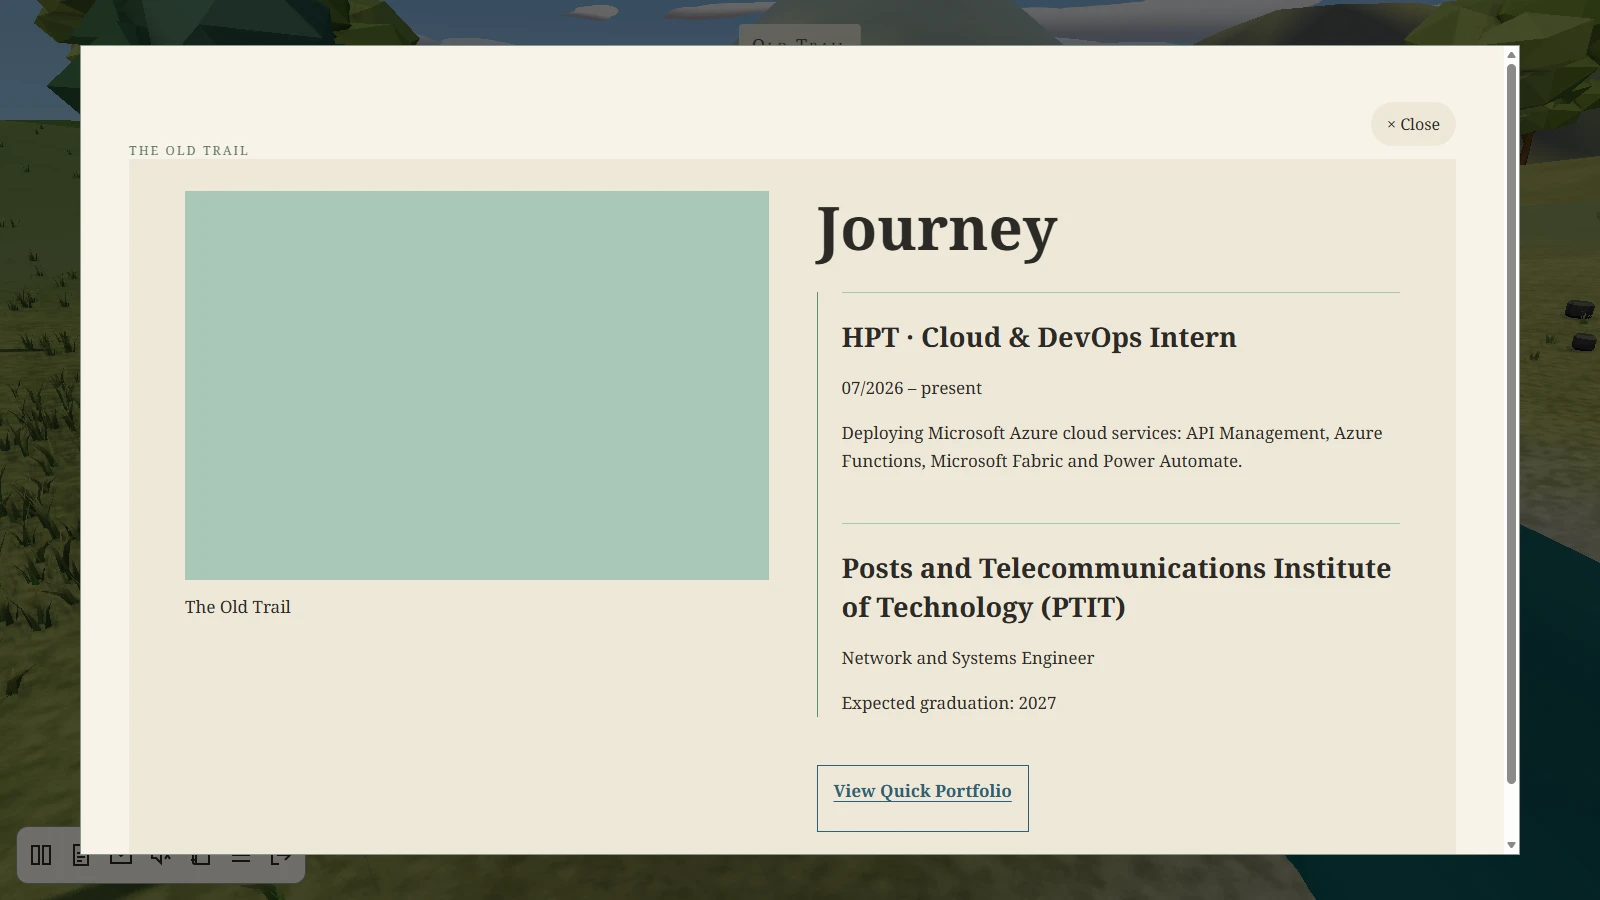 × Close
THE OLD TRAIL
Journey
HPT · Cloud & DevOps Intern
07/2026 – present
Deploying Microsoft Azure cloud services: API Management, Azure
Functions, Microsoft Fabric and Power Automate.
Posts and Telecommunications Institute
of Technology (PTIT)
Network and Systems Engineer
Expected graduation: 2027
View Quick Portfolio
The Old Trail